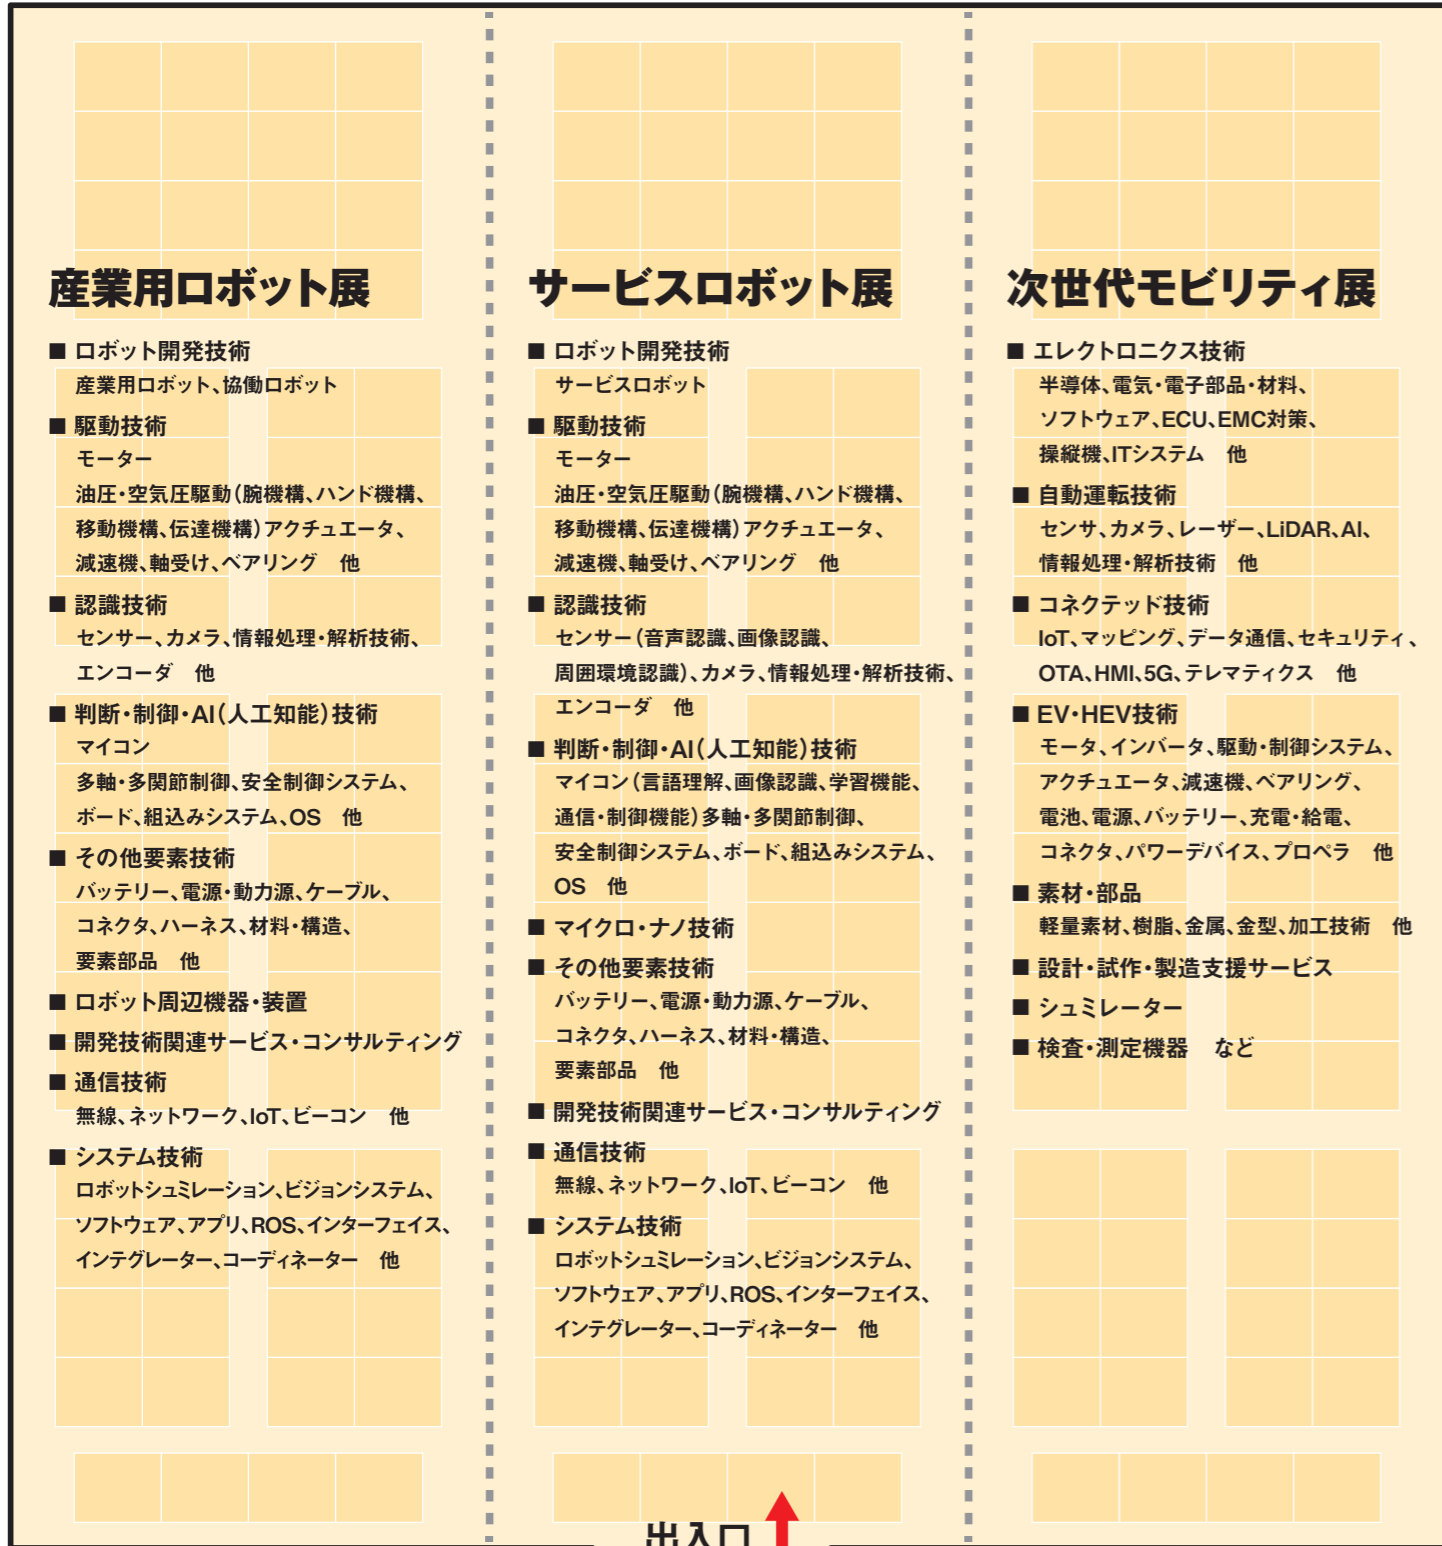 産業用ロボット展
■ ロボット開発技術
産業用ロボット、協働ロボット
■ 駆動技術
モーター
油圧・空気圧駆動（腕機構、ハンド機構、
移動機構、伝達機構）アクチュエータ、
減速機、軸受け、ベアリング　他
■ 認識技術
センサー、カメラ、情報処理・解析技術、
エンコーダ　他
■ 判断・制御・AI（人工知能）技術
マイコン
多軸・多関節制御、安全制御システム、
ボード、組込みシステム、OS　他
■ その他要素技術
バッテリー、電源・動力源、ケーブル、
コネクタ、ハーネス、材料・構造、
要素部品　他
■ ロボット周辺機器・装置
■ 開発技術関連サービス・コンサルティング
■ 通信技術
無線、ネットワーク、IoT、ビーコン　他
■ システム技術
ロボットシュミレーション、ビジョンシステム、
ソフトウェア、アプリ、ROS、インターフェイス、
インテグレーター、コーディネーター　他
サービスロボット展
■ ロボット開発技術
サービスロボット
■ 駆動技術
モーター
油圧・空気圧駆動（腕機構、ハンド機構、
移動機構、伝達機構）アクチュエータ、
減速機、軸受け、ベアリング　他
■ 認識技術
センサー（音声認識、画像認識、
周囲環境認識）、カメラ、情報処理・解析技術、
エンコーダ　他
■ 判断・制御・AI（人工知能）技術
マイコン（言語理解、画像認識、学習機能、
通信・制御機能）多軸・多関節制御、
安全制御システム、ボード、組込みシステム、
OS　他
■ マイクロ・ナノ技術
■ その他要素技術
バッテリー、電源・動力源、ケーブル、
コネクタ、ハーネス、材料・構造、
要素部品　他
■ 開発技術関連サービス・コンサルティング
■ 通信技術
無線、ネットワーク、IoT、ビーコン　他
■ システム技術
ロボットシュミレーション、ビジョンシステム、
ソフトウェア、アプリ、ROS、インターフェイス、
インテグレーター、コーディネーター　他
次世代モビリティ展
■ エレクトロニクス技術
半導体、電気・電子部品・材料、
ソフトウェア、ECU、EMC対策、
操縦機、ITシステム　他
■ 自動運転技術
センサ、カメラ、レーザー、LiDAR、AI、
情報処理・解析技術　他
■ コネクテッド技術
IoT、マッピング、データ通信、セキュリティ、
OTA、HMI、5G、テレマティクス　他
■ EV・HEV技術
モータ、インバータ、駆動・制御システム、
アクチュエータ、減速機、ベアリング、
電池、電源、バッテリー、充電・給電、
コネクタ、パワーデバイス、プロペラ　他
■ 素材・部品
軽量素材、樹脂、金属、金型、加工技術　他
■ 設計・試作・製造支援サービス
■ シュミレーター
■ 検査・測定機器　など
出入口